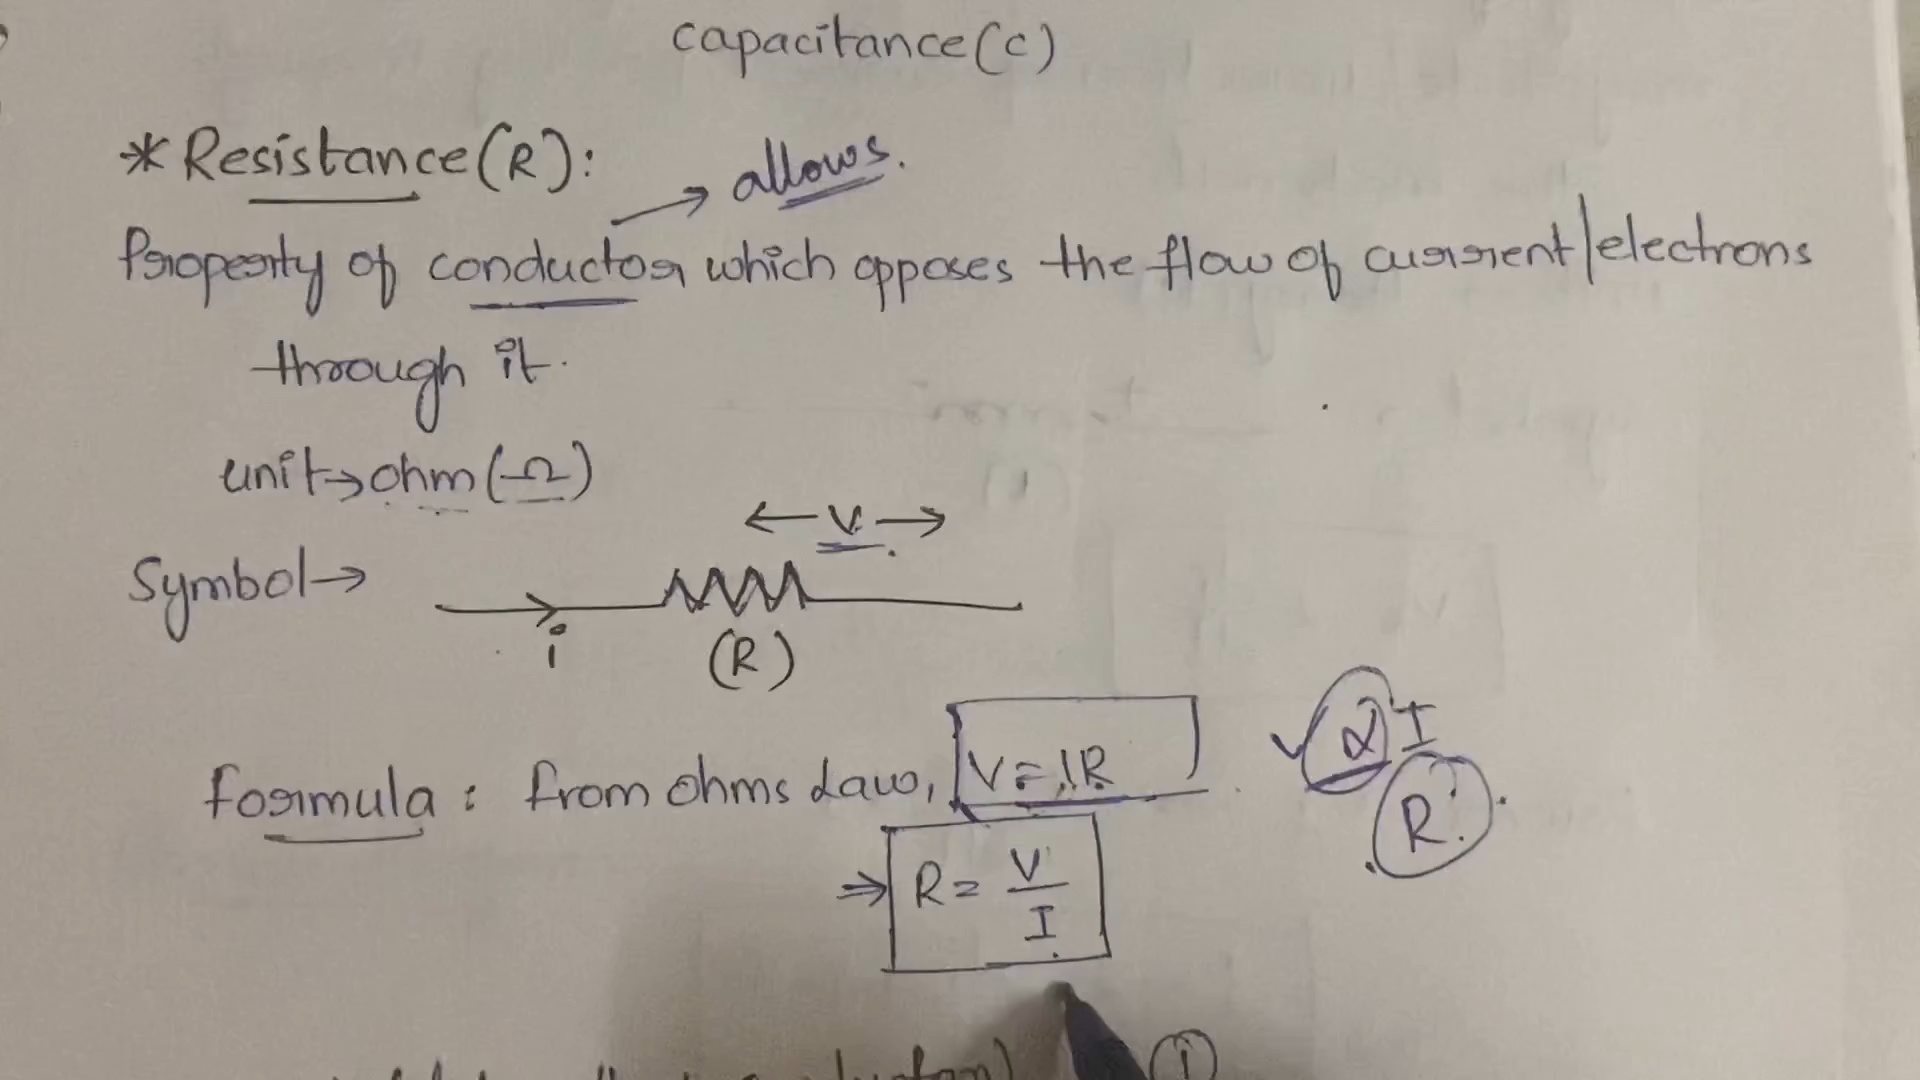 capacitance(c)
*Resistance(R):
→ allows.
Property of conductor which opposes the flow of current/electrons
through it.
unit→ohm(Ω)
← V →
Symbol→
i
(R)
V α I
formula : from ohms Law, V = IR
R
⇒ R = V/I
①